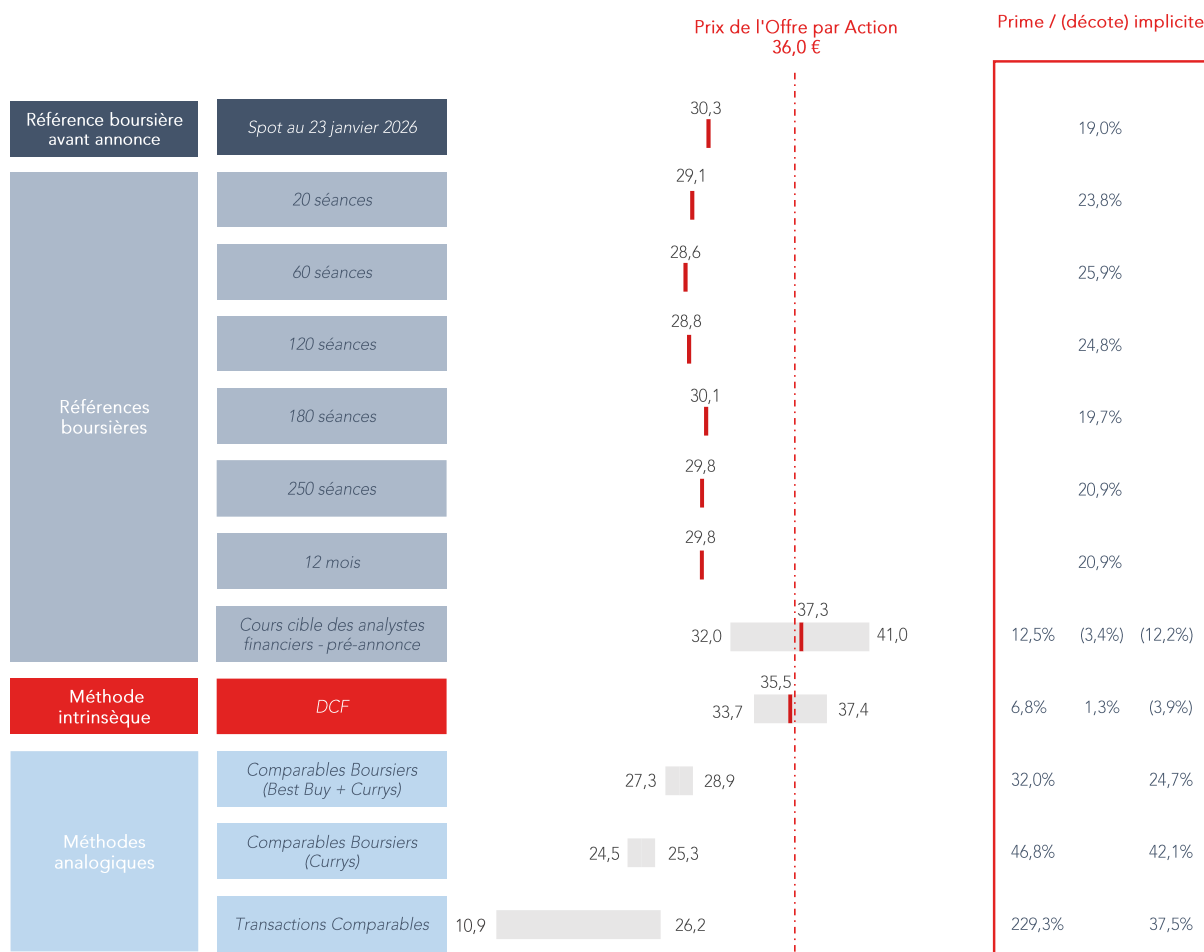 Prix de l'Offre par Action
36,0 €
Prime / (décote) implicite
Référence boursière
avant annonce
Spot au 23 janvier 2026
30,3
19,0%
Références
boursières
20 séances
29,1
23,8%
60 séances
28,6
25,9%
120 séances
28,8
24,8%
180 séances
30,1
19,7%
250 séances
29,8
20,9%
12 mois
29,8
20,9%
Cours cible des analystes
financiers - pré-annonce
32,0
37,3
41,0
12,5% (3,4%) (12,2%)
Méthode
intrinsèque
DCF
33,7
35,5
37,4
6,8% 1,3% (3,9%)
Méthodes
analogiques
Comparables Boursiers
(Best Buy + Currys)
27,3
28,9
32,0% 24,7%
Comparables Boursiers
(Currys)
24,5
25,3
46,8% 42,1%
Transactions Comparables
10,9
26,2
229,3% 37,5%